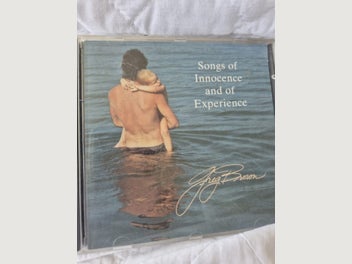 Songs of
Innocence
and of
Experience
Greg Brown